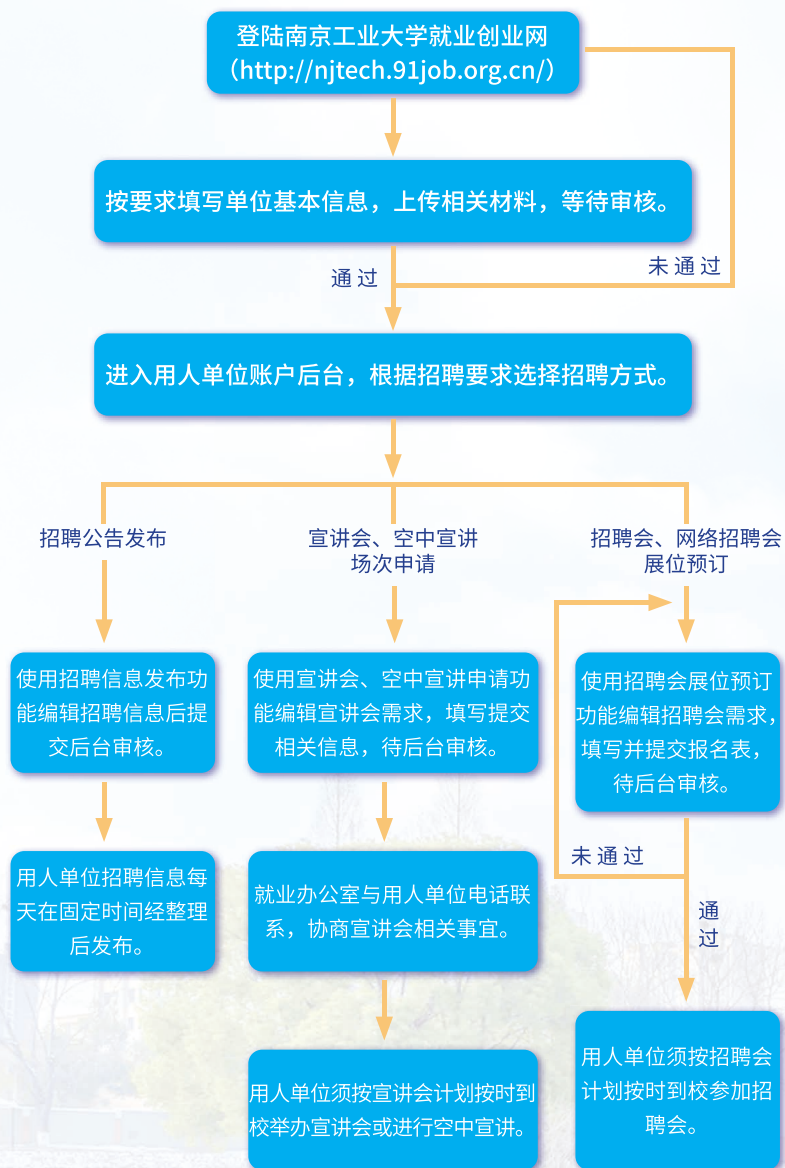 登陆南京工业大学就业创业网
（http://njtech.91job.org.cn/）
按要求填写单位基本信息，上传相关材料，等待审核。
通过
未通过
进入用人单位账户后台，根据招聘要求选择招聘方式。
招聘公告发布
宣讲会、空中宣讲
场次申请
招聘会、网络招聘会
展位预订
使用招聘信息发布功
能编辑招聘信息后提
交后台审核。
使用宣讲会、空中宣讲申请功
能编辑宣讲会需求，填写提交
相关信息，待后台审核。
使用招聘会展位预订
功能编辑招聘会需求，
填写并提交报名表，
待后台审核。
未通过
通
过
用人单位招聘信息每
天在固定时间经整理
后发布。
就业办公室与用人单位电话联
系，协商宣讲会相关事宜。
用人单位须按宣讲会计划按时到
校举办宣讲会或进行空中宣讲。
用人单位须按招聘会
计划按时到校参加招
聘会。